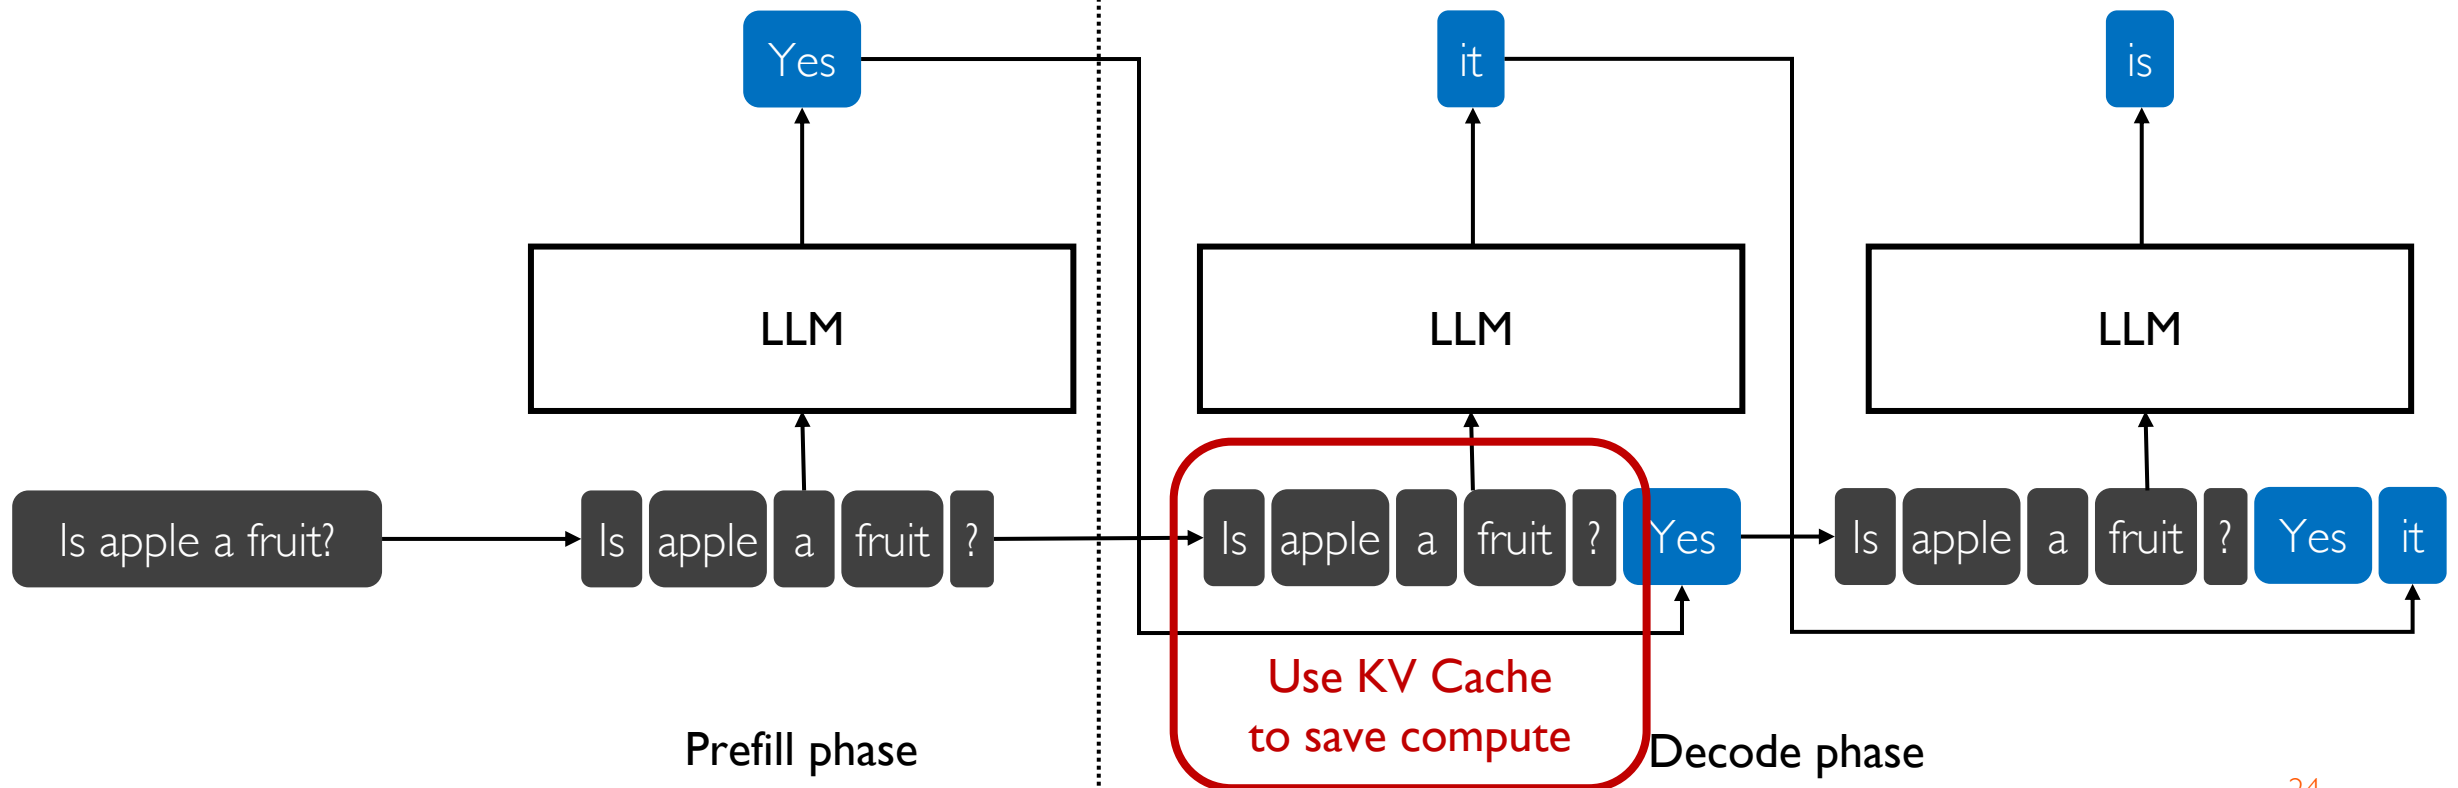 Yes
it
is
LLM
LLM
LLM
Is apple a fruit?
Is apple a fruit ?
Is apple a fruit ? Yes
Is apple a fruit ? Yes it
Use KV Cache
to save compute
Prefill phase
Decode phase